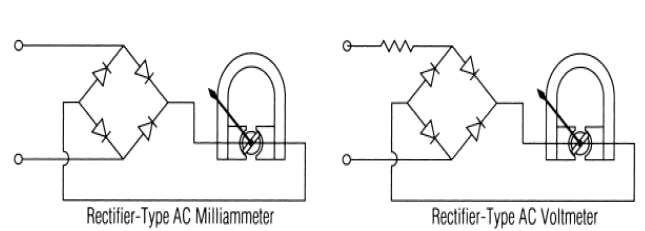 Rectifier-Type AC Milliammeter
Rectifier-Type AC Voltmeter